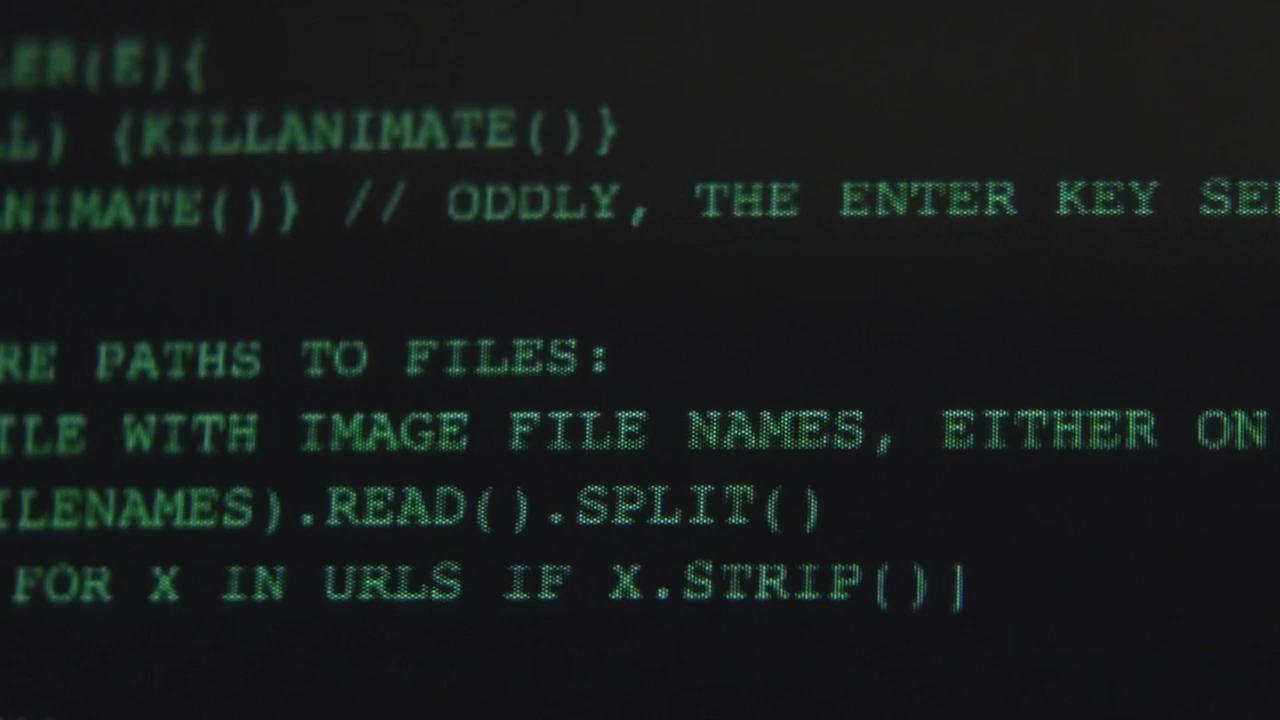 LER(E){
LL) {KILLANIMATE()}
ANIMATE()} // ODDLY, THE ENTER KEY SE
RE PATHS TO FILES:
ILE WITH IMAGE FILE NAMES, EITHER ON
ILENAMES).READ().SPLIT()
FOR X IN URLS IF X.STRIP()|